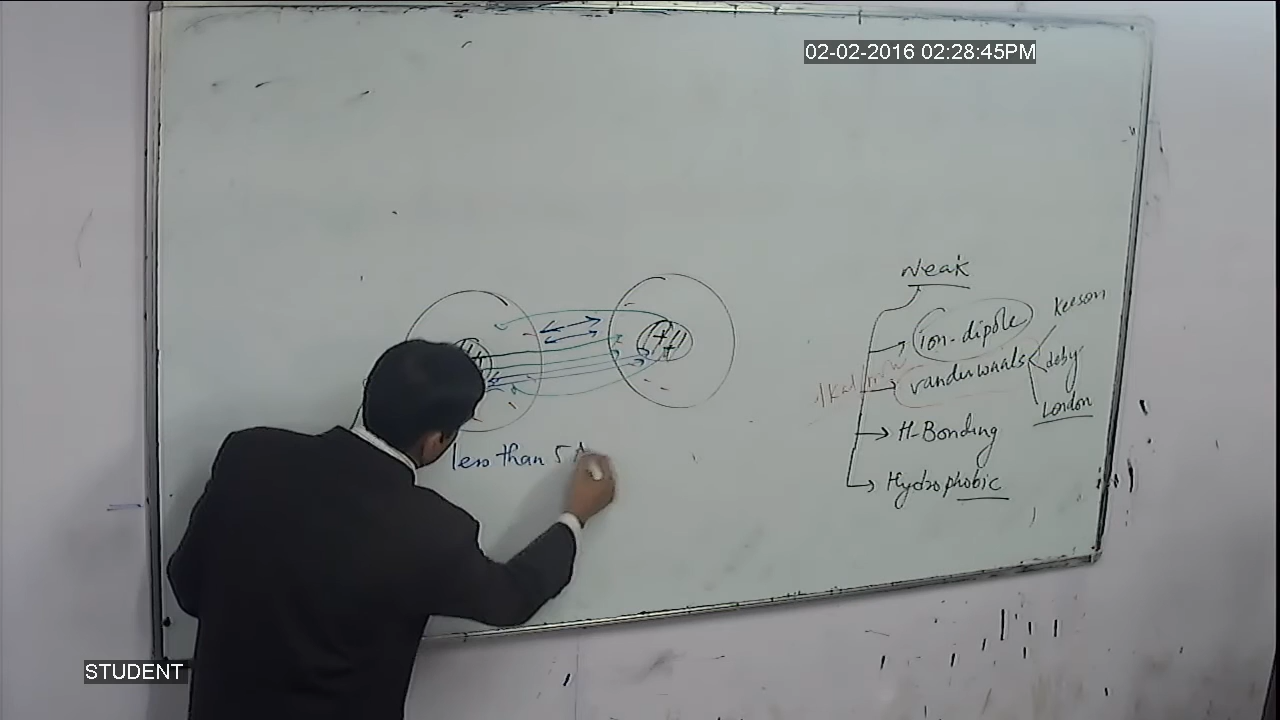 02-02-2016 02:28:45PM
Weak
Keeson
ion-dipole
vanderwaals
deby
London
H-Bonding
Hydrophobic
less than 5 A
STUDENT